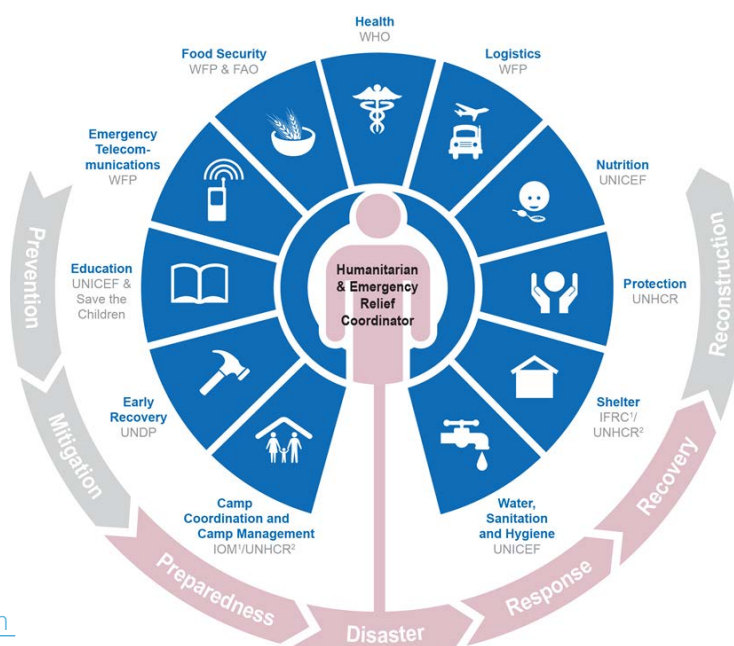 Health
WHO
Food Security
WFP & FAO
Logistics
WFP
Emergency
Telecom-
munications
WFP
Nutrition
UNICEF
Education
UNICEF &
Save the
Children
Humanitarian
& Emergency
Relief
Coordinator
Protection
UNHCR
Early
Recovery
UNDP
Shelter
IFRC¹/
UNHCR²
Camp
Coordination and
Camp Management
IOM¹/UNHCR²
Water,
Sanitation
and Hygiene
UNICEF
Prevention
Mitigation
Preparedness
Disaster
Response
Recovery
Reconstruction